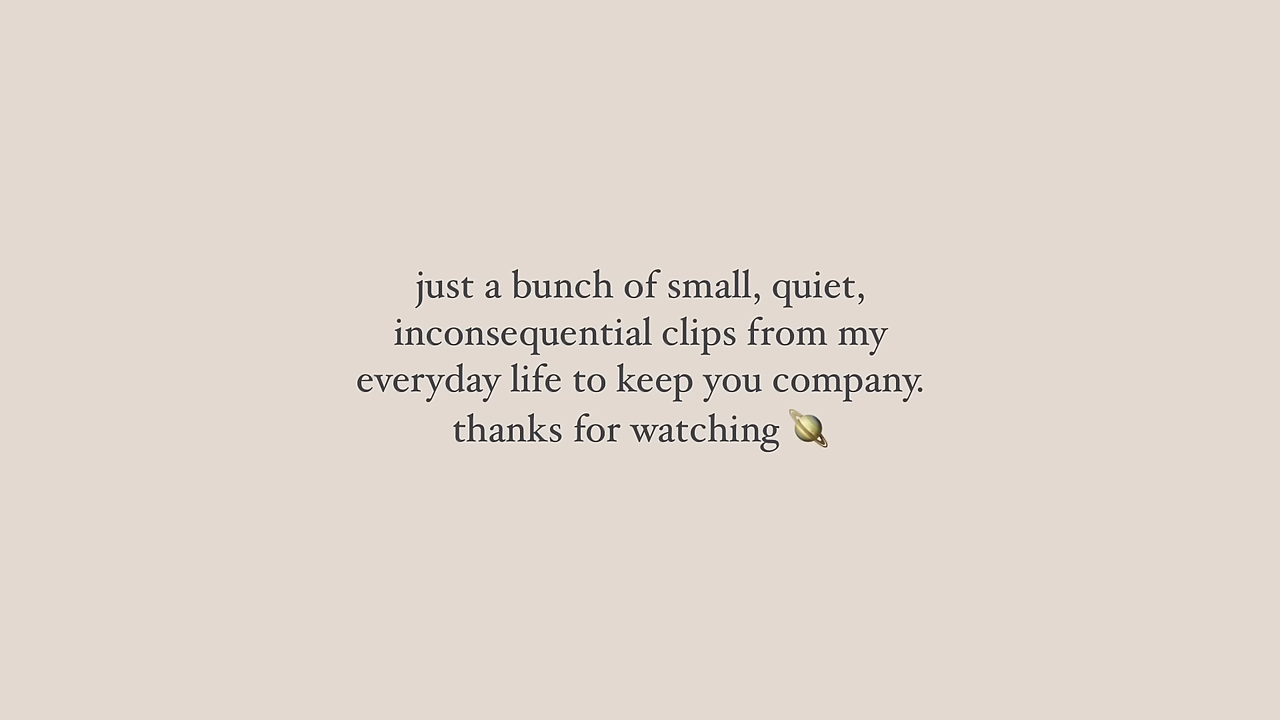 just a bunch of small, quiet,
inconsequential clips from my
everyday life to keep you company.
thanks for watching 🪐